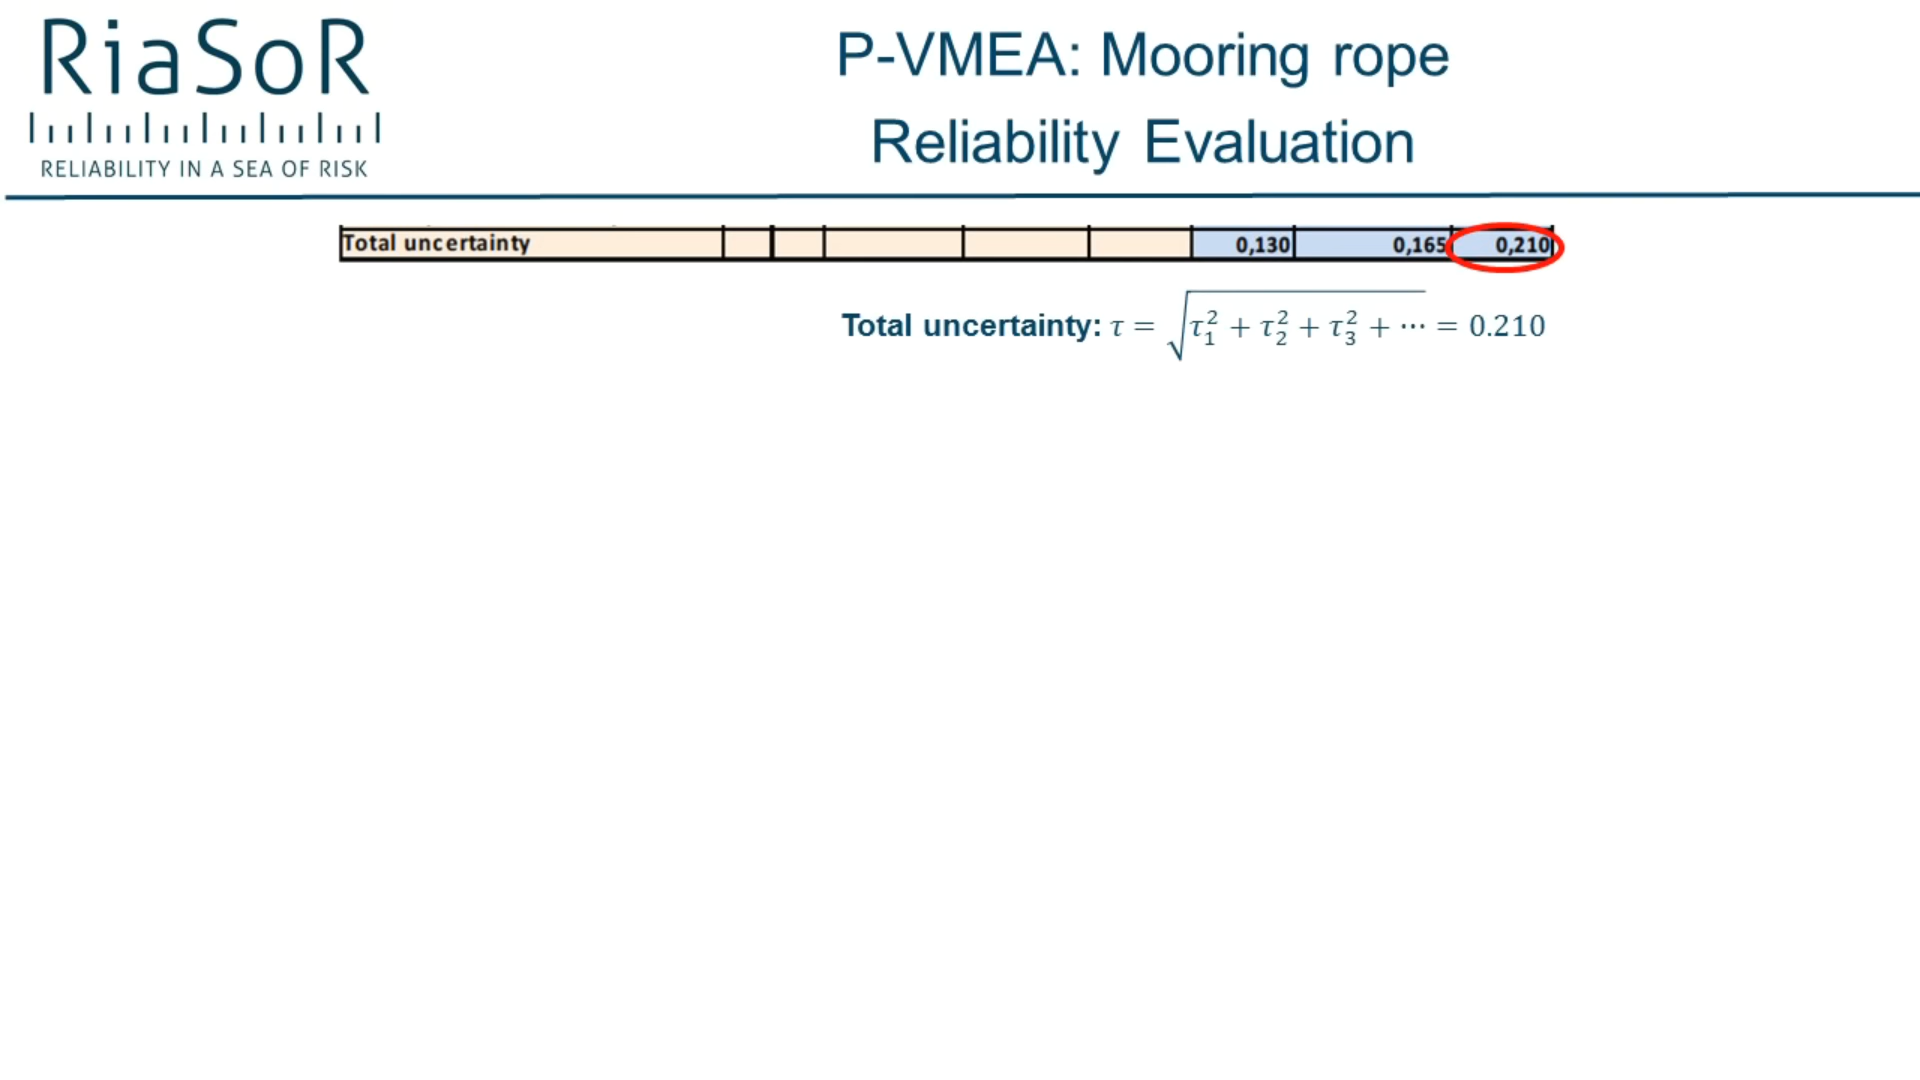 RiaSoR
RELIABILITY IN A SEA OF RISK
P-VMEA: Mooring rope
Reliability Evaluation
Total uncertainty 0,130 0,165 0,210
Total uncertainty: τ = √(τ₁² + τ₂² + τ₃² + ⋯) = 0.210